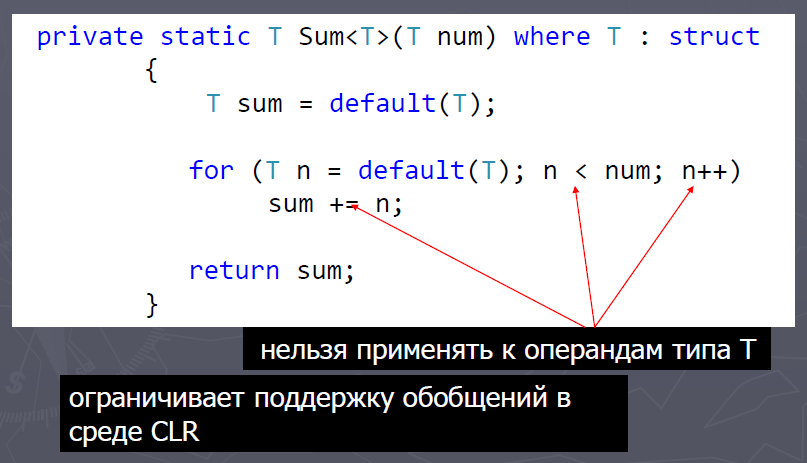 private static T Sum<T>(T num) where T : struct
{
T sum = default(T);
for (T n = default(T); n < num; n++)
sum += n;
return sum;
}
нельзя применять к операндам типа T
ограничивает поддержку обобщений в
среде CLR